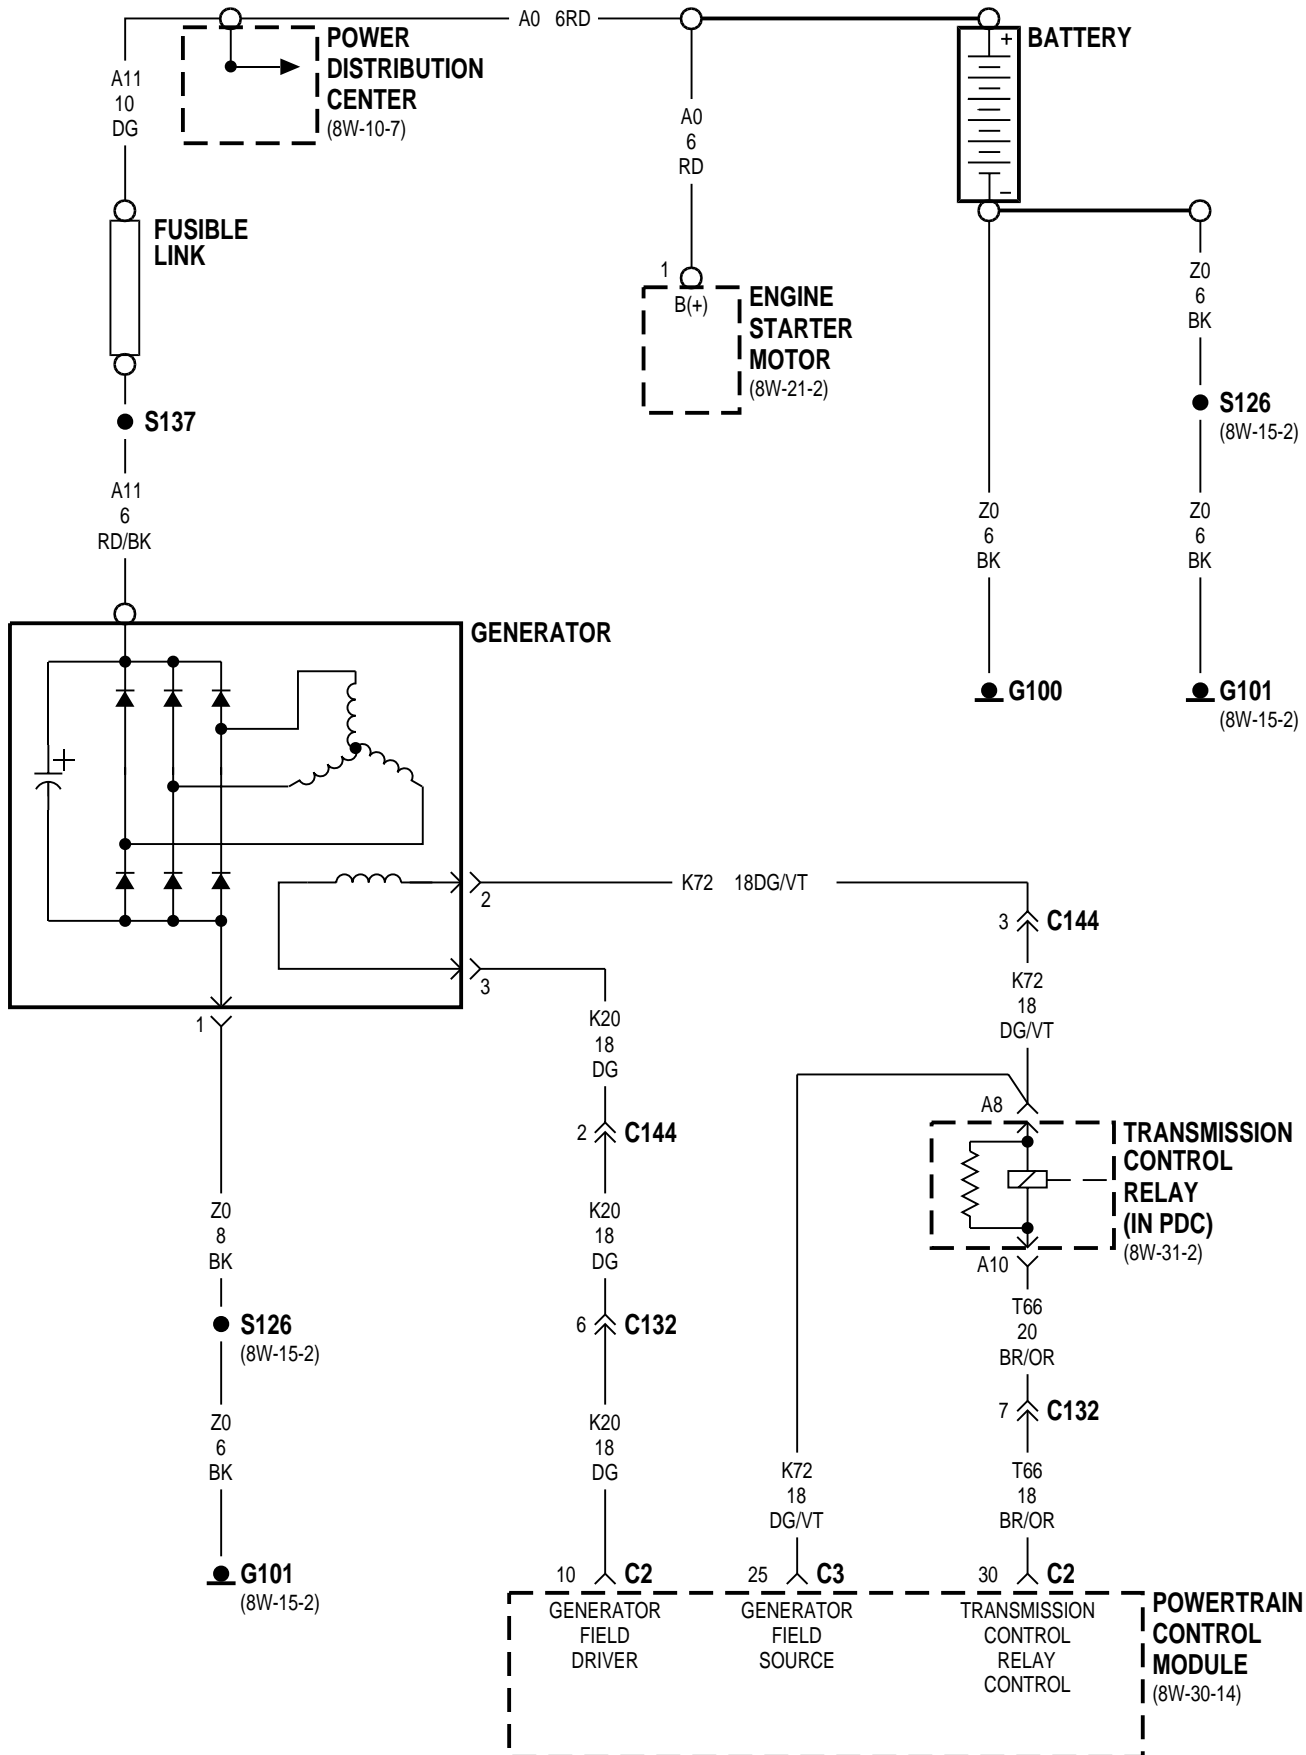 A0 6RD
POWER
DISTRIBUTION
CENTER
(8W-10-7)
+
BATTERY
−
A11
10
DG
A0
6
RD
FUSIBLE
LINK
1
B(+)
ENGINE
STARTER
MOTOR
(8W-21-2)
Z0
6
BK
S126
(8W-15-2)
S137
A11
6
RD/BK
Z0
6
BK
Z0
6
BK
G100
G101
(8W-15-2)
GENERATOR
+
2
K72 18DG/VT
3 C144
3
1
K20
18
DG
K72
18
DG/VT
2 C144
A8
TRANSMISSION
CONTROL
RELAY
(IN PDC)
(8W-31-2)
A10
Z0
8
BK
K20
18
DG
S126
(8W-15-2)
6 C132
T66
20
BR/OR
7 C132
Z0
6
BK
K20
18
DG
K72
18
DG/VT
T66
18
BR/OR
G101
(8W-15-2)
10 C2
25 C3
30 C2
GENERATOR
FIELD
DRIVER
GENERATOR
FIELD
SOURCE
TRANSMISSION
CONTROL
RELAY
CONTROL
POWERTRAIN
CONTROL
MODULE
(8W-30-14)